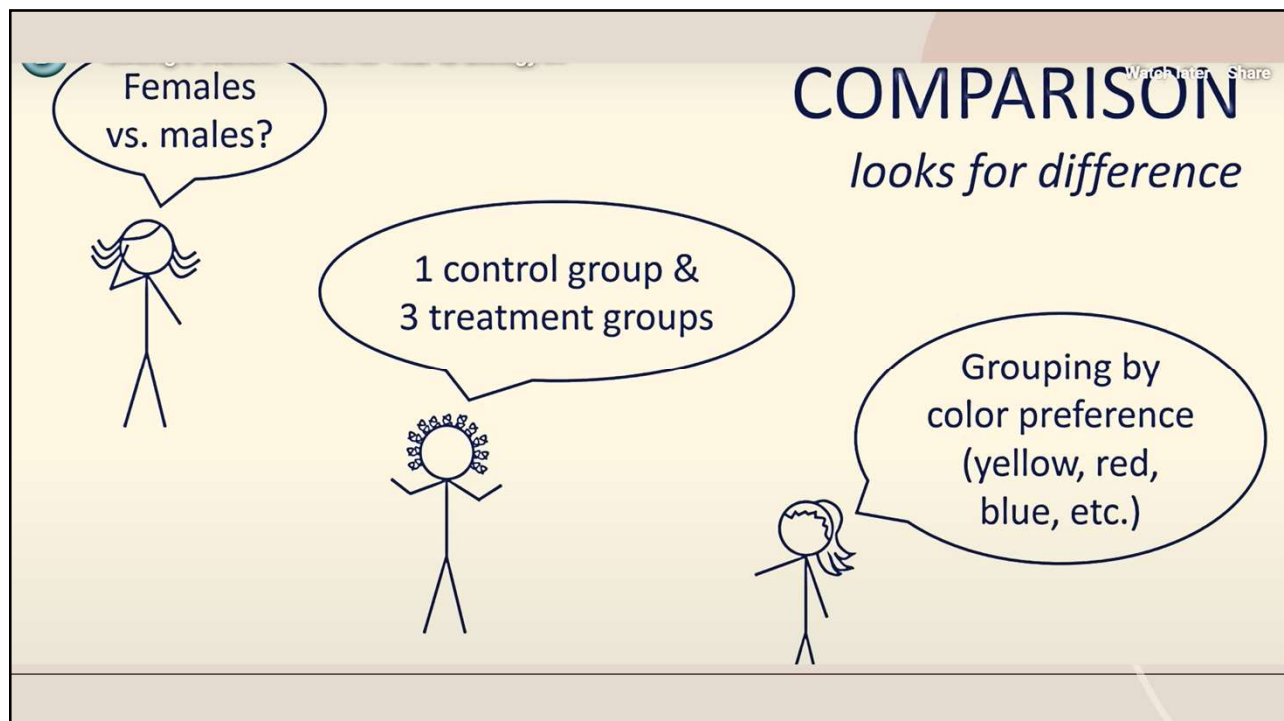 Watch later Share
COMPARISON
looks for difference
Females
vs. males?
1 control group &
3 treatment groups
Grouping by
color preference
(yellow, red,
blue, etc.)